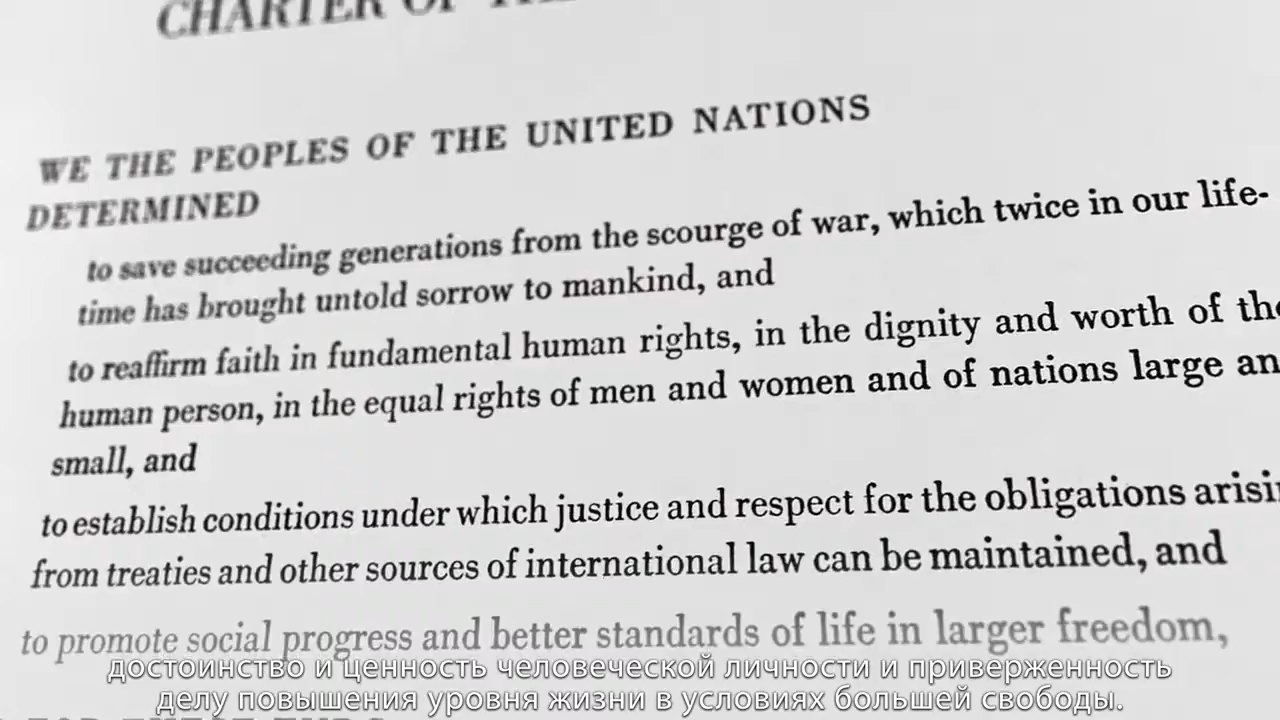 CHARTER OF
WE THE PEOPLES OF THE UNITED NATIONS
DETERMINED
to save succeeding generations from the scourge of war, which twice in our life-
time has brought untold sorrow to mankind, and
to reaffirm faith in fundamental human rights, in the dignity and worth of the
human person, in the equal rights of men and women and of nations large an
small, and
to establish conditions under which justice and respect for the obligations arisin
from treaties and other sources of international law can be maintained, and
to promote social progress and better standards of life in larger freedom,
достоинство и ценность человеческой личности и приверженность
делу повышения уровня жизни в условиях большей свободы.